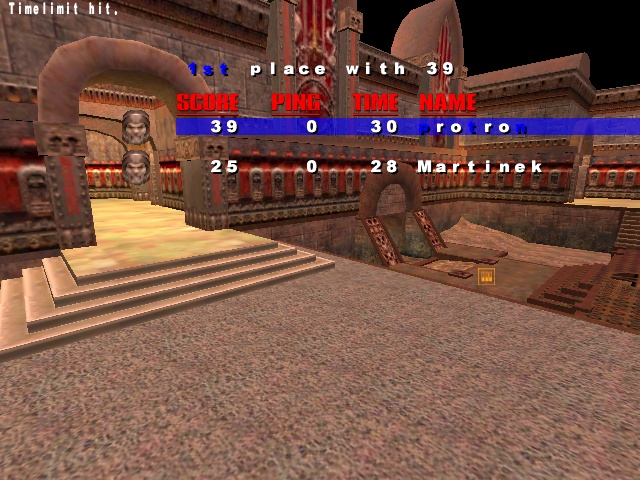 Timelimit hit.
1st place with 39
SCORE PING TIME NAME
39 0 30 protron
25 0 28 Martinek